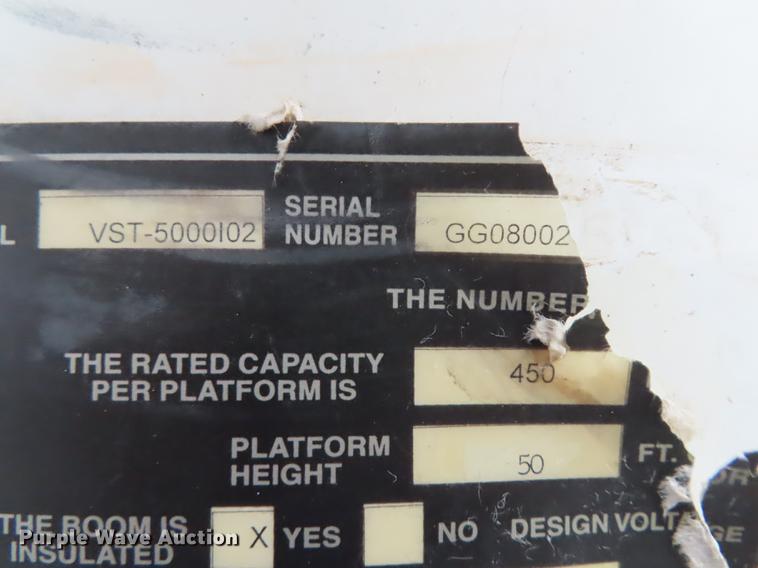 L VST-5000I02 SERIAL NUMBER GG08002
THE NUMBER
THE RATED CAPACITY
PER PLATFORM IS 450
PLATFORM
HEIGHT 50 FT.
THE BOOM IS
INSULATED X YES NO DESIGN VOLTAGE
Purple Wave Auction